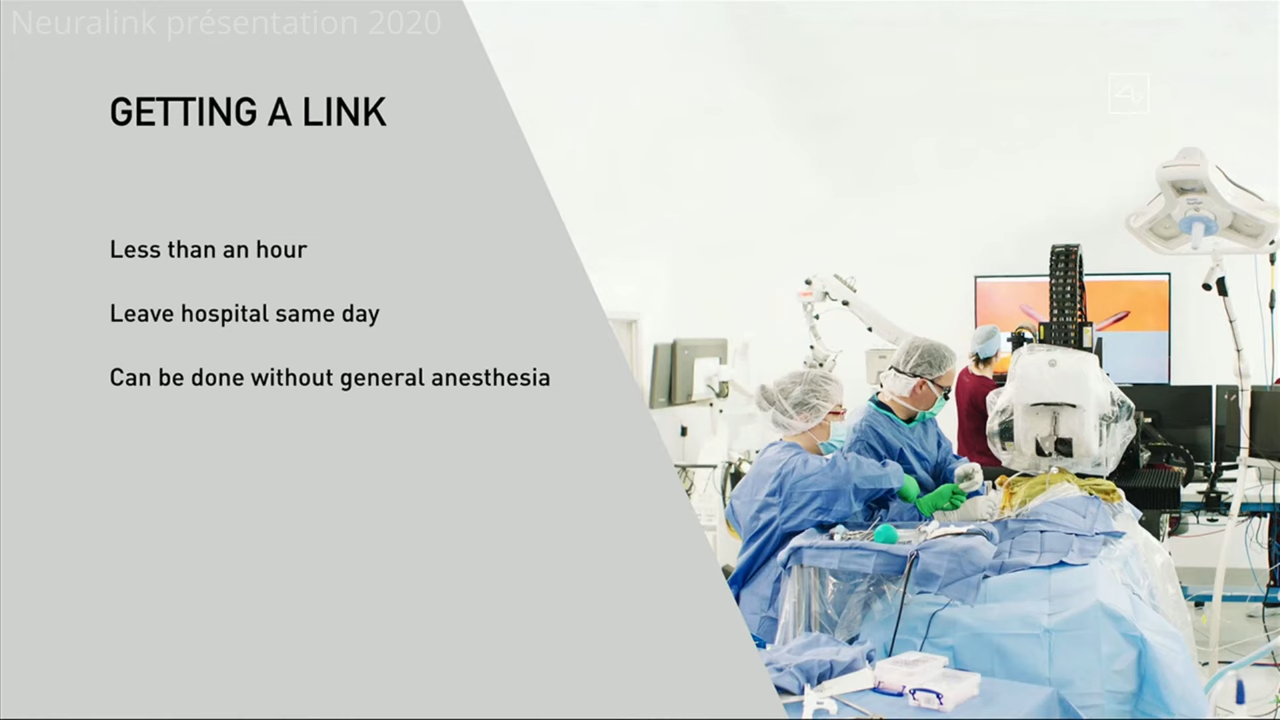 Neuralink présentation 2020
GETTING A LINK
Less than an hour
Leave hospital same day
Can be done without general anesthesia